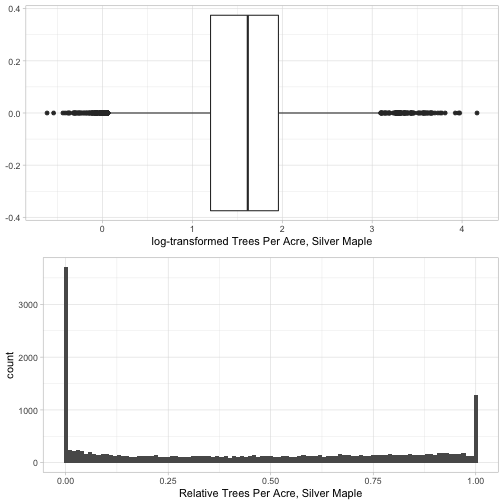 0.4
0.2
0.0
-0.2
-0.4
0 1 2 3 4
log-transformed Trees Per Acre, Silver Maple
3000
2000
1000
0
count
0.00 0.25 0.50 0.75 1.00
Relative Trees Per Acre, Silver Maple